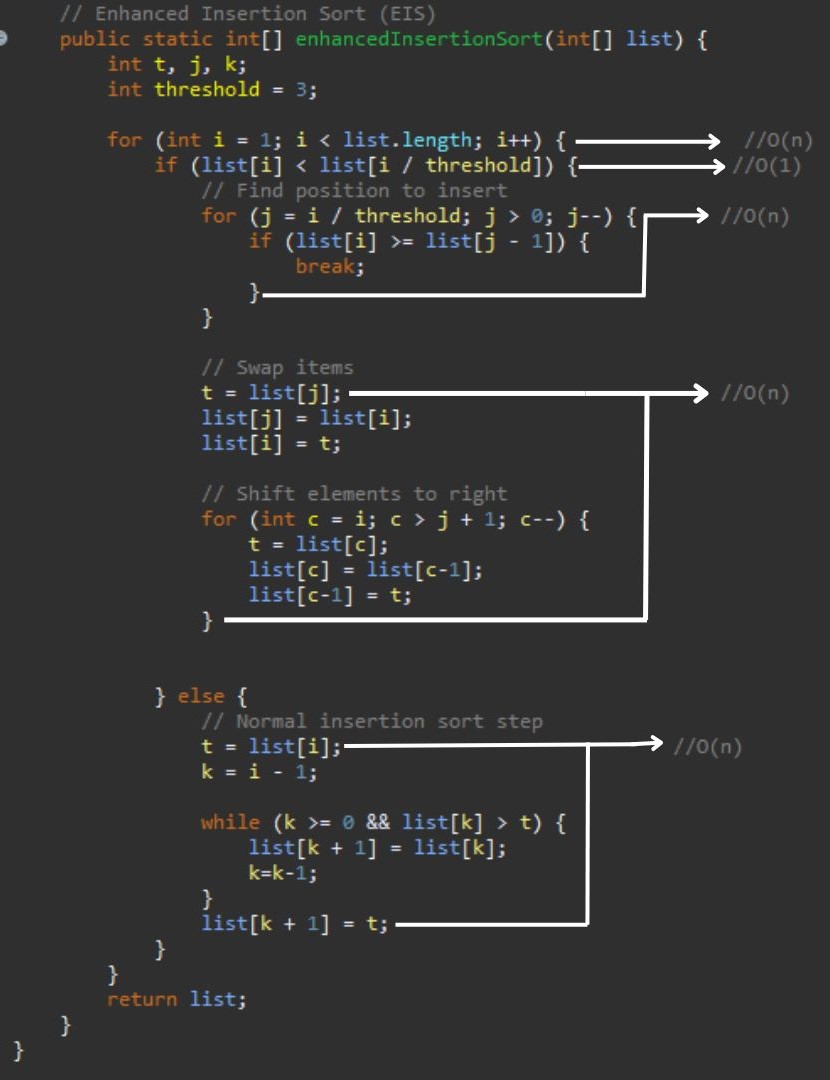 // Enhanced Insertion Sort (EIS)
public static int[] enhancedInsertionSort(int[] list) {
int t, j, k;
int threshold = 3;
for (int i = 1; i < list.length; i++) { //O(n)
if (list[i] < list[i / threshold]) { //O(1)
// Find position to insert
for (j = i / threshold; j > 0; j--) { //O(n)
if (list[i] >= list[j - 1]) {
break;
}
}
// Swap items
t = list[j]; //O(n)
list[j] = list[i];
list[i] = t;
// Shift elements to right
for (int c = i; c > j + 1; c--) {
t = list[c];
list[c] = list[c-1];
list[c-1] = t;
}
} else {
// Normal insertion sort step
t = list[i]; //O(n)
k = i - 1;
while (k >= 0 && list[k] > t) {
list[k + 1] = list[k];
k=k-1;
}
list[k + 1] = t;
}
}
return list;
}
}